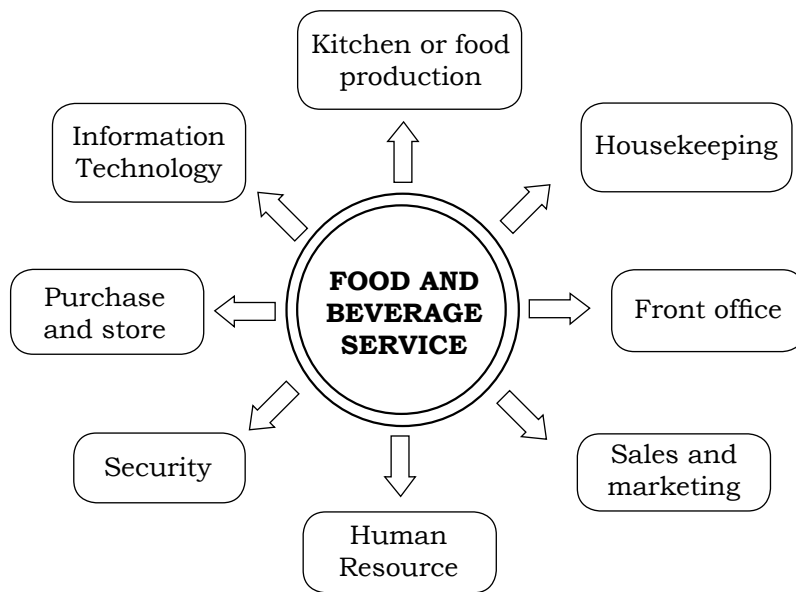 Kitchen or food
production
Information
Technology
Housekeeping
FOOD AND
BEVERAGE
SERVICE
Purchase
and store
Front office
Security
Sales and
marketing
Human
Resource